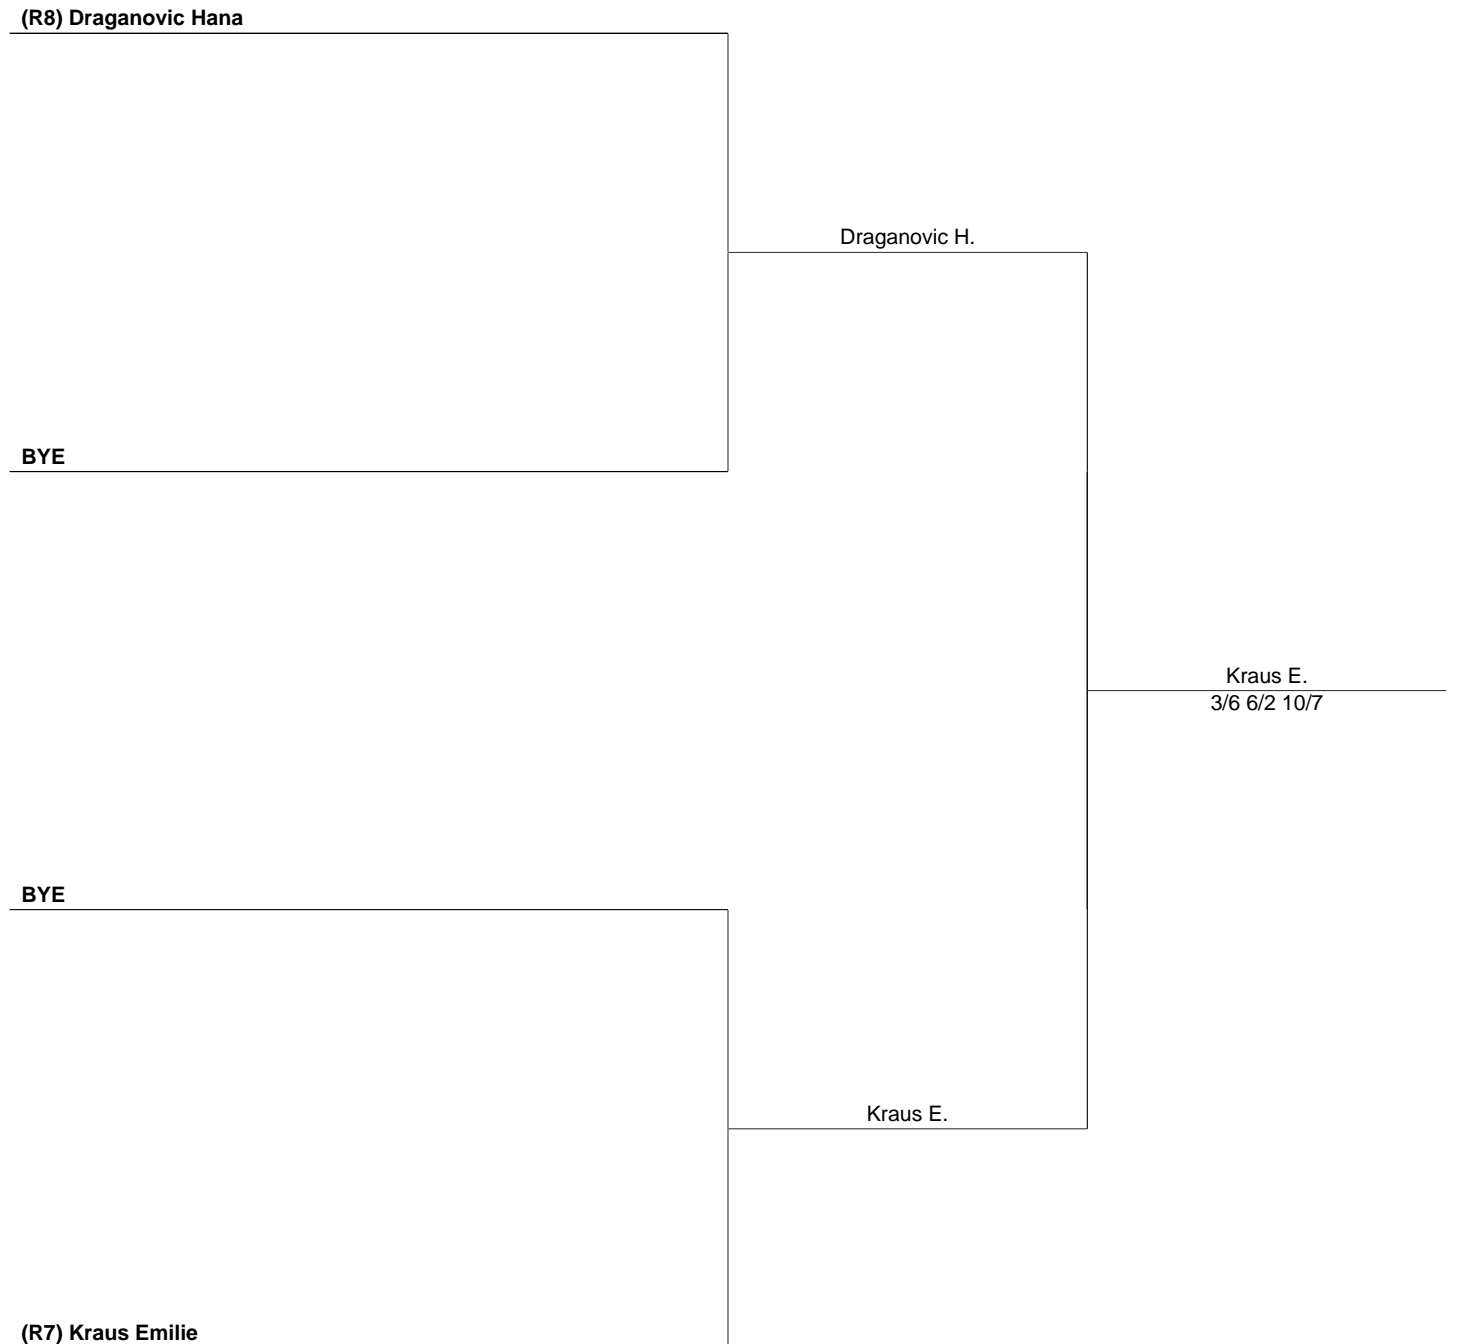 (R8) Draganovic Hana
Draganovic H.
BYE
Kraus E.
3/6 6/2 10/7
BYE
Kraus E.
(R7) Kraus Emilie